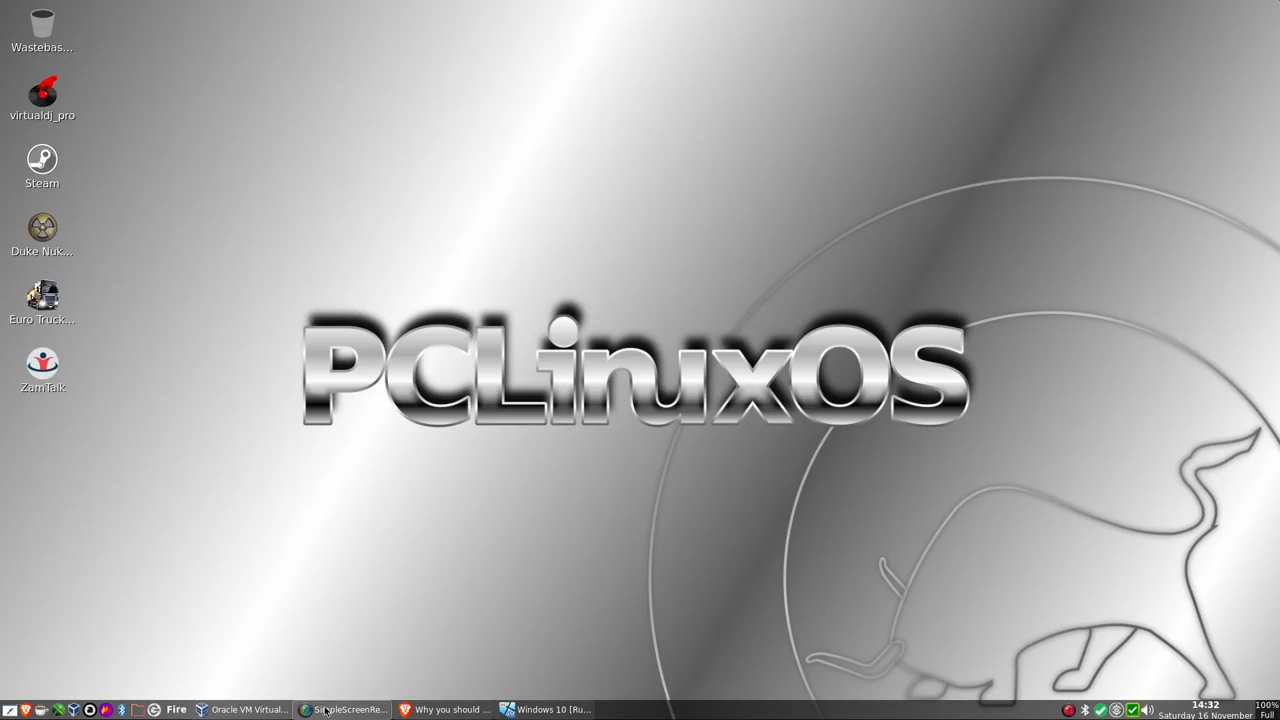 Wastebas...
virtualdj_pro
Steam
Duke Nuk...
Euro Truck...
ZamTalk
PCLinuxOS
Fire
Oracle VM Virtual...
SimpleScreenRe...
Why you should ...
Windows 10 [Ru...
14:32
Saturday 16 November
100%
Full